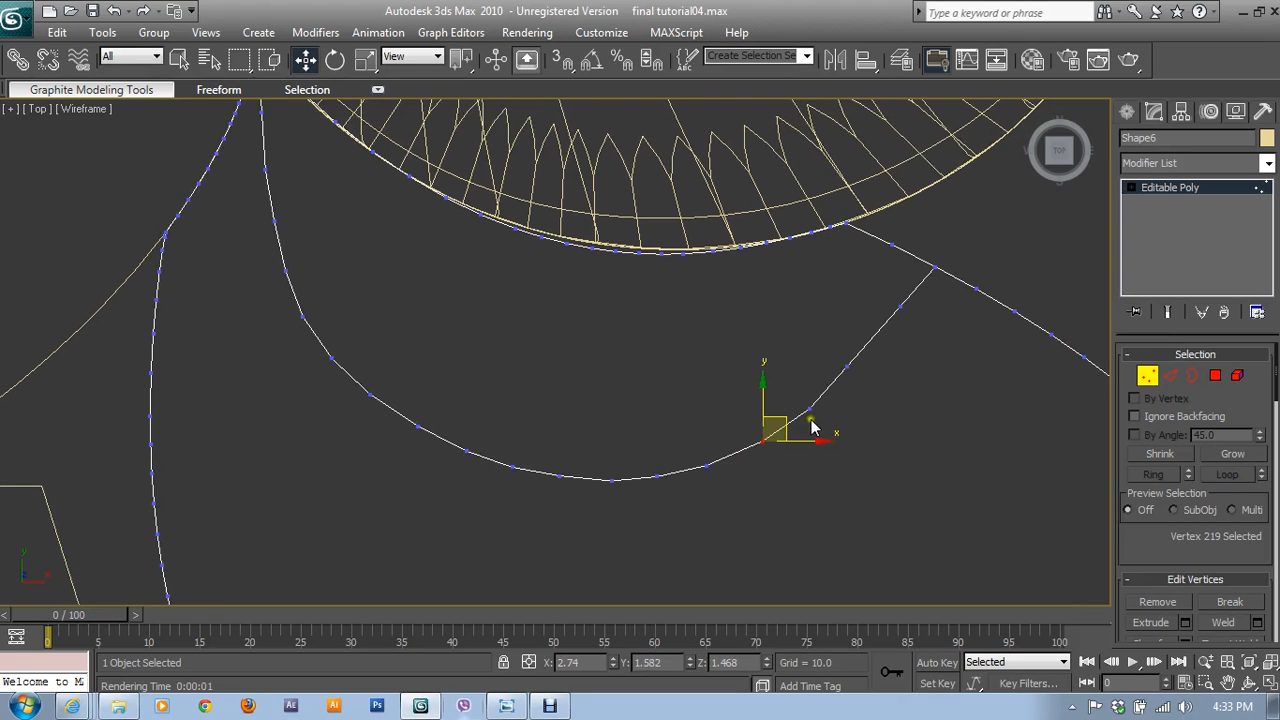 Autodesk 3ds Max 2010 - Unregistered Version final tutorial04.max
Type a keyword or phrase
Edit Tools Group Views Create Modifiers Animation Graph Editors Rendering Customize MAXScript Help
All View Create Selection Se
Graphite Modeling Tools Freeform Selection
[ + ] [ Top ] [ Wireframe ]
TOP
Shape6
Modifier List
Editable Poly
y
x
y
x
Selection
By Vertex
Ignore Backfacing
By Angle: 45.0
Shrink Grow
Ring Loop
Preview Selection
Off SubObj Multi
Vertex 219 Selected
Edit Vertices
Remove Break
Extrude Weld
< 0 / 100 >
0 5 10 15 20 25 30 35 40 45 50 55 60 65 70 75 80 85 90 95 100
1 Object Selected X: 2.74 Y: 1.582 Z: 1.468 Grid = 10.0 Auto Key Selected
Welcome to M Rendering Time 0:00:01 Add Time Tag Set Key Key Filters... 0
4:33 PM